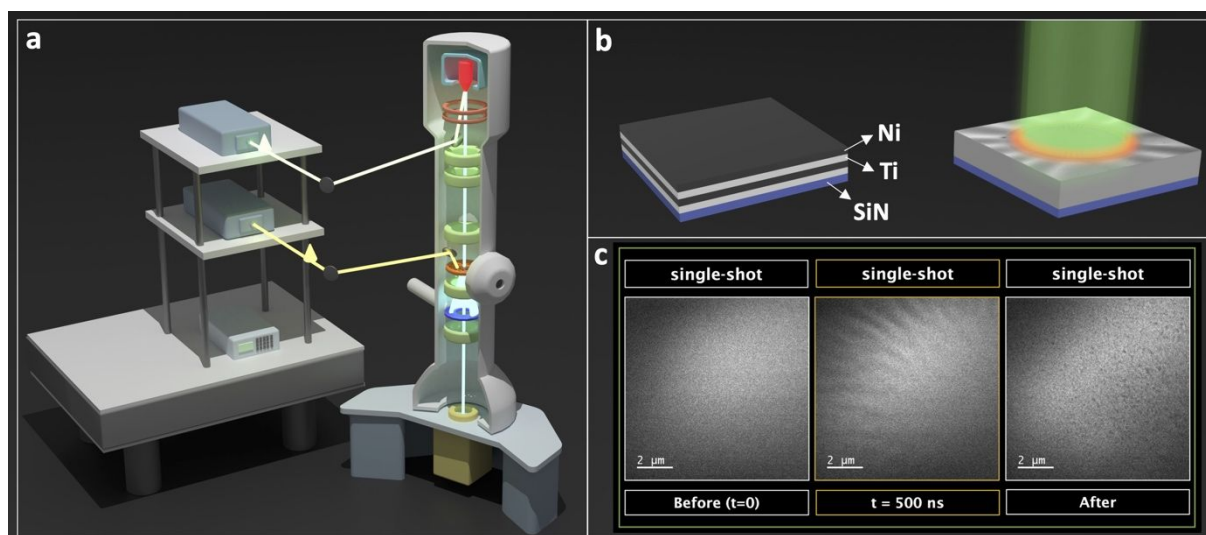 a
b
Ni
Ti
SiN
c
single-shot
single-shot
single-shot
2 μm
2 μm
2 μm
Before (t=0)
t = 500 ns
After